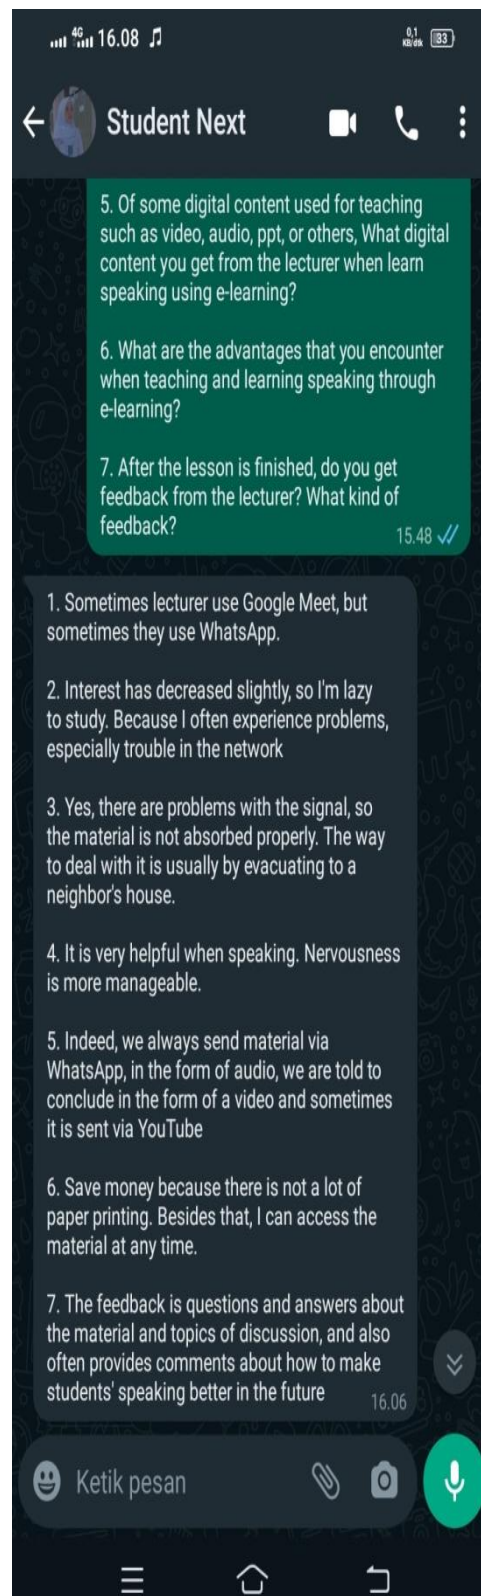 4G 16.08
0,1 KB/dtk 33
Student Next
5. Of some digital content used for teaching
such as video, audio, ppt, or others, What digital
content you get from the lecturer when learn
speaking using e-learning?
6. What are the advantages that you encounter
when teaching and learning speaking through
e-learning?
7. After the lesson is finished, do you get
feedback from the lecturer? What kind of
feedback?
15.48
1. Sometimes lecturer use Google Meet, but
sometimes they use WhatsApp.
2. Interest has decreased slightly, so I'm lazy
to study. Because I often experience problems,
especially trouble in the network
3. Yes, there are problems with the signal, so
the material is not absorbed properly. The way
to deal with it is usually by evacuating to a
neighbor's house.
4. It is very helpful when speaking. Nervousness
is more manageable.
5. Indeed, we always send material via
WhatsApp, in the form of audio, we are told to
conclude in the form of a video and sometimes
it is sent via YouTube
6. Save money because there is not a lot of
paper printing. Besides that, I can access the
material at any time.
7. The feedback is questions and answers about
the material and topics of discussion, and also
often provides comments about how to make
students' speaking better in the future
16.06
Ketik pesan